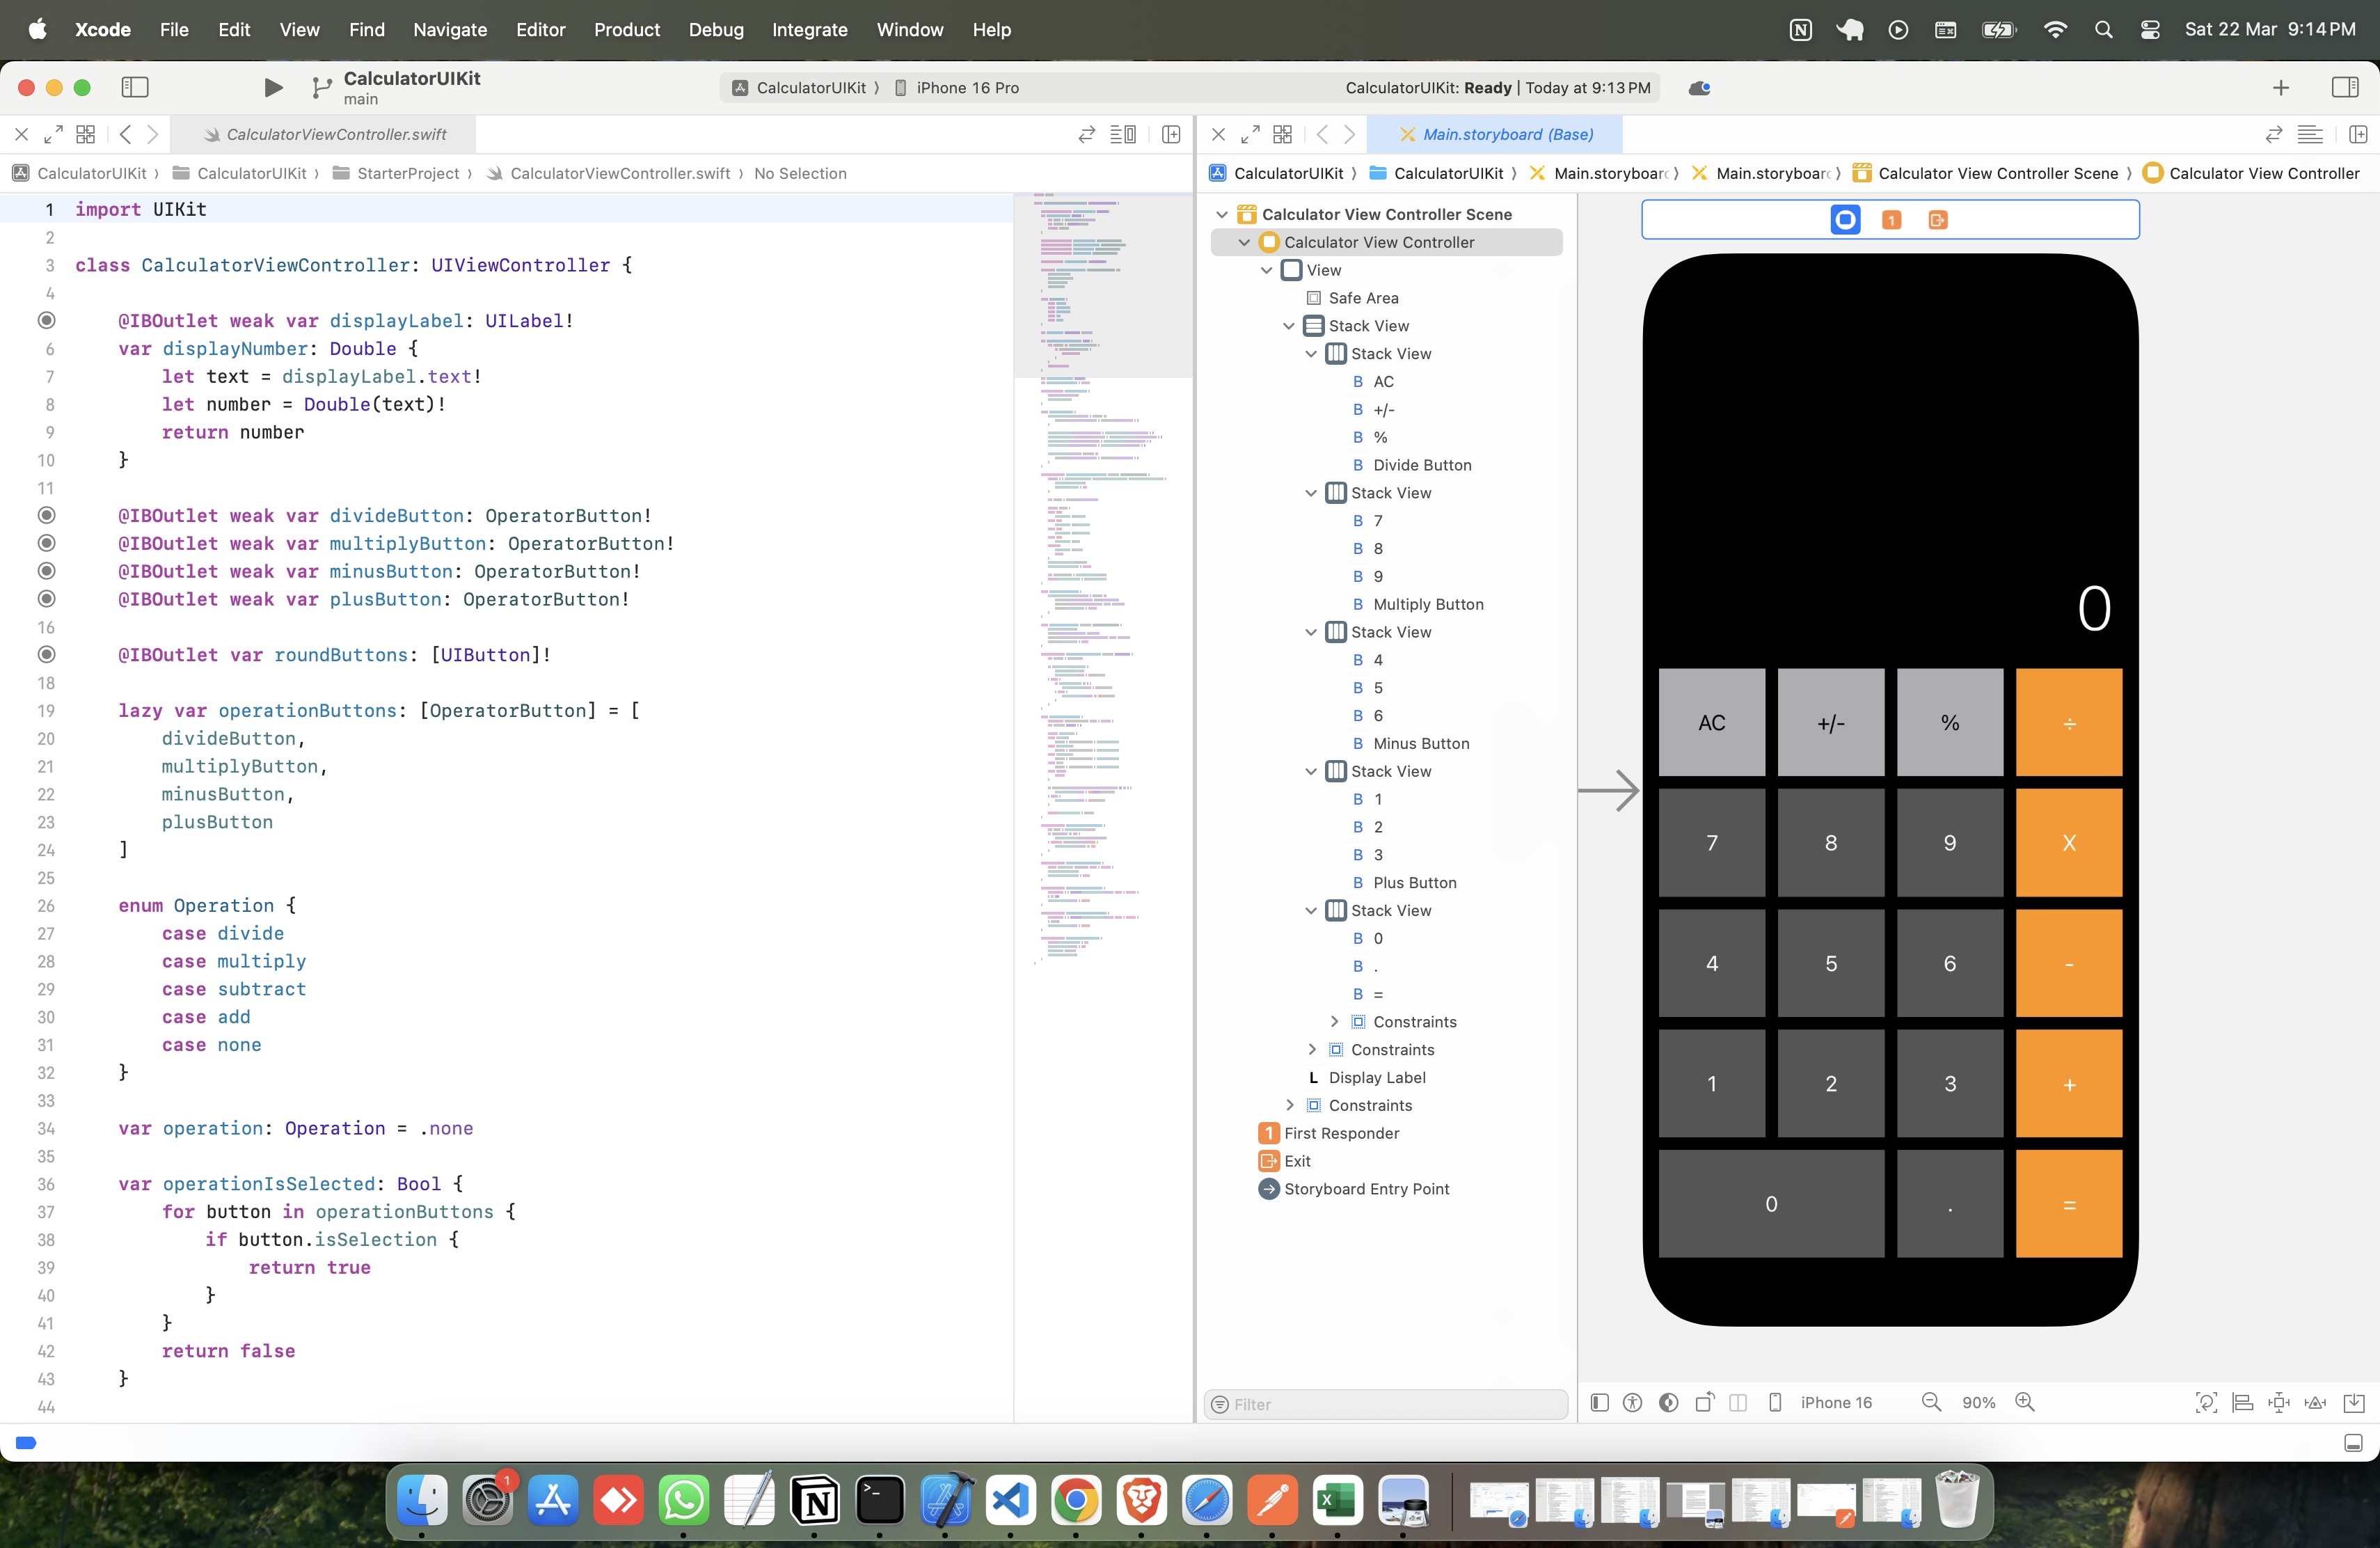 Xcode File Edit View Find Navigate Editor Product Debug Integrate Window Help
Sat 22 Mar 9:14 PM
CalculatorUIKit
main
CalculatorUIKit 〉 iPhone 16 Pro
CalculatorUIKit: Ready | Today at 9:13 PM
CalculatorViewController.swift
CalculatorUIKit 〉 CalculatorUIKit 〉 StarterProject 〉 CalculatorViewController.swift 〉 No Selection
1 import UIKit
2
3 class CalculatorViewController: UIViewController {
4
@IBOutlet weak var displayLabel: UILabel!
6 var displayNumber: Double {
7 let text = displayLabel.text!
8 let number = Double(text)!
9 return number
10 }
11
@IBOutlet weak var divideButton: OperatorButton!
@IBOutlet weak var multiplyButton: OperatorButton!
@IBOutlet weak var minusButton: OperatorButton!
@IBOutlet weak var plusButton: OperatorButton!
16
@IBOutlet var roundButtons: [UIButton]!
18
19 lazy var operationButtons: [OperatorButton] = [
20 divideButton,
21 multiplyButton,
22 minusButton,
23 plusButton
24 ]
25
26 enum Operation {
27 case divide
28 case multiply
29 case subtract
30 case add
31 case none
32 }
33
34 var operation: Operation = .none
35
36 var operationIsSelected: Bool {
37 for button in operationButtons {
38 if button.isSelection {
39 return true
40 }
41 }
42 return false
43 }
44
Main.storyboard (Base)
CalculatorUIKit 〉 CalculatorUIKit 〉 Main.storyboar 〉 Main.storyboar 〉 Calculator View Controller Scene 〉 Calculator View Controller
Calculator View Controller Scene
Calculator View Controller
View
Safe Area
Stack View
Stack View
B AC
B +/-
B %
B Divide Button
Stack View
B 7
B 8
B 9
B Multiply Button
Stack View
B 4
B 5
B 6
B Minus Button
Stack View
B 1
B 2
B 3
B Plus Button
Stack View
B 0
B .
B =
Constraints
Constraints
L Display Label
Constraints
1 First Responder
Exit
Storyboard Entry Point
Filter
1
0
AC +/- % ÷
7 8 9 X
4 5 6 -
1 2 3 +
0 . =
iPhone 16 90%
1